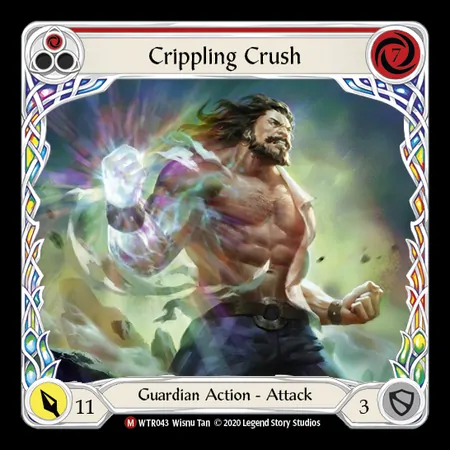 7
Crippling Crush
Guardian Action - Attack
11
3
M WTR043 Wisnu Tan © 2020 Legend Story Studios